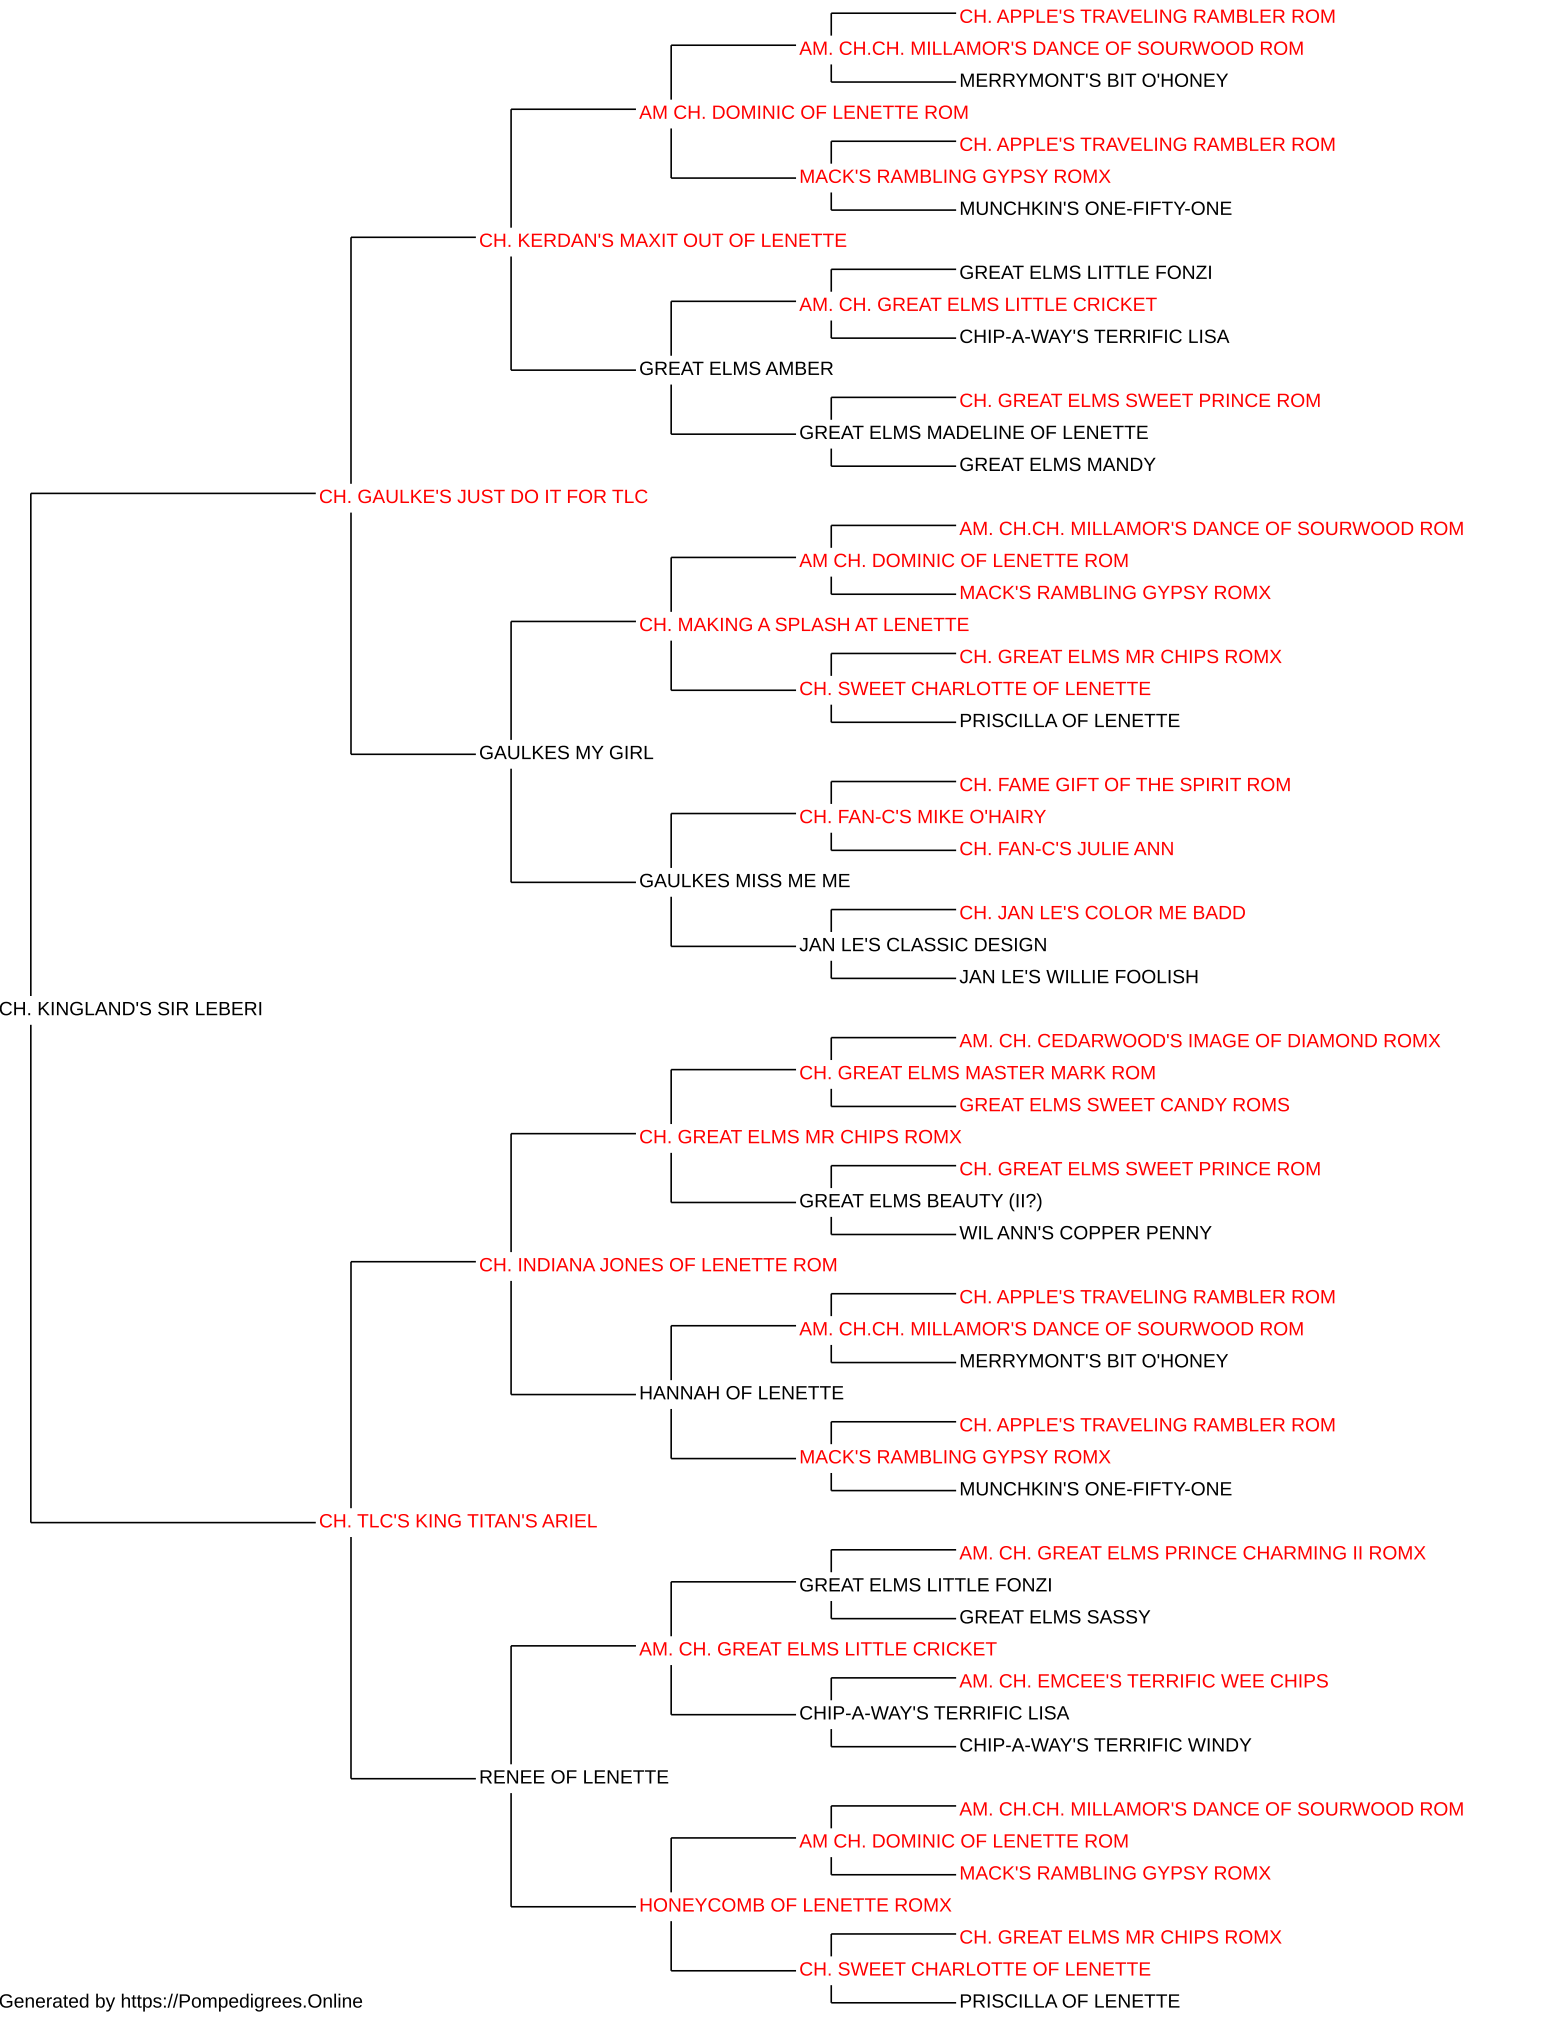 CH. APPLE'S TRAVELING RAMBLER ROM
AM. CH.CH. MILLAMOR'S DANCE OF SOURWOOD ROM
MERRYMONT'S BIT O'HONEY
AM CH. DOMINIC OF LENETTE ROM
CH. APPLE'S TRAVELING RAMBLER ROM
MACK'S RAMBLING GYPSY ROMX
MUNCHKIN'S ONE-FIFTY-ONE
CH. KERDAN'S MAXIT OUT OF LENETTE
GREAT ELMS LITTLE FONZI
AM. CH. GREAT ELMS LITTLE CRICKET
CHIP-A-WAY'S TERRIFIC LISA
GREAT ELMS AMBER
CH. GREAT ELMS SWEET PRINCE ROM
GREAT ELMS MADELINE OF LENETTE
GREAT ELMS MANDY
CH. GAULKE'S JUST DO IT FOR TLC
AM. CH.CH. MILLAMOR'S DANCE OF SOURWOOD ROM
AM CH. DOMINIC OF LENETTE ROM
MACK'S RAMBLING GYPSY ROMX
CH. MAKING A SPLASH AT LENETTE
CH. GREAT ELMS MR CHIPS ROMX
CH. SWEET CHARLOTTE OF LENETTE
PRISCILLA OF LENETTE
GAULKES MY GIRL
CH. FAME GIFT OF THE SPIRIT ROM
CH. FAN-C'S MIKE O'HAIRY
CH. FAN-C'S JULIE ANN
GAULKES MISS ME ME
CH. JAN LE'S COLOR ME BADD
JAN LE'S CLASSIC DESIGN
JAN LE'S WILLIE FOOLISH
CH. KINGLAND'S SIR LEBERI
AM. CH. CEDARWOOD'S IMAGE OF DIAMOND ROMX
CH. GREAT ELMS MASTER MARK ROM
GREAT ELMS SWEET CANDY ROMS
CH. GREAT ELMS MR CHIPS ROMX
CH. GREAT ELMS SWEET PRINCE ROM
GREAT ELMS BEAUTY (II?)
WIL ANN'S COPPER PENNY
CH. INDIANA JONES OF LENETTE ROM
CH. APPLE'S TRAVELING RAMBLER ROM
AM. CH.CH. MILLAMOR'S DANCE OF SOURWOOD ROM
MERRYMONT'S BIT O'HONEY
HANNAH OF LENETTE
CH. APPLE'S TRAVELING RAMBLER ROM
MACK'S RAMBLING GYPSY ROMX
MUNCHKIN'S ONE-FIFTY-ONE
CH. TLC'S KING TITAN'S ARIEL
AM. CH. GREAT ELMS PRINCE CHARMING II ROMX
GREAT ELMS LITTLE FONZI
GREAT ELMS SASSY
AM. CH. GREAT ELMS LITTLE CRICKET
AM. CH. EMCEE'S TERRIFIC WEE CHIPS
CHIP-A-WAY'S TERRIFIC LISA
CHIP-A-WAY'S TERRIFIC WINDY
RENEE OF LENETTE
AM. CH.CH. MILLAMOR'S DANCE OF SOURWOOD ROM
AM CH. DOMINIC OF LENETTE ROM
MACK'S RAMBLING GYPSY ROMX
HONEYCOMB OF LENETTE ROMX
CH. GREAT ELMS MR CHIPS ROMX
CH. SWEET CHARLOTTE OF LENETTE
PRISCILLA OF LENETTE
Generated by https://Pompedigrees.Online